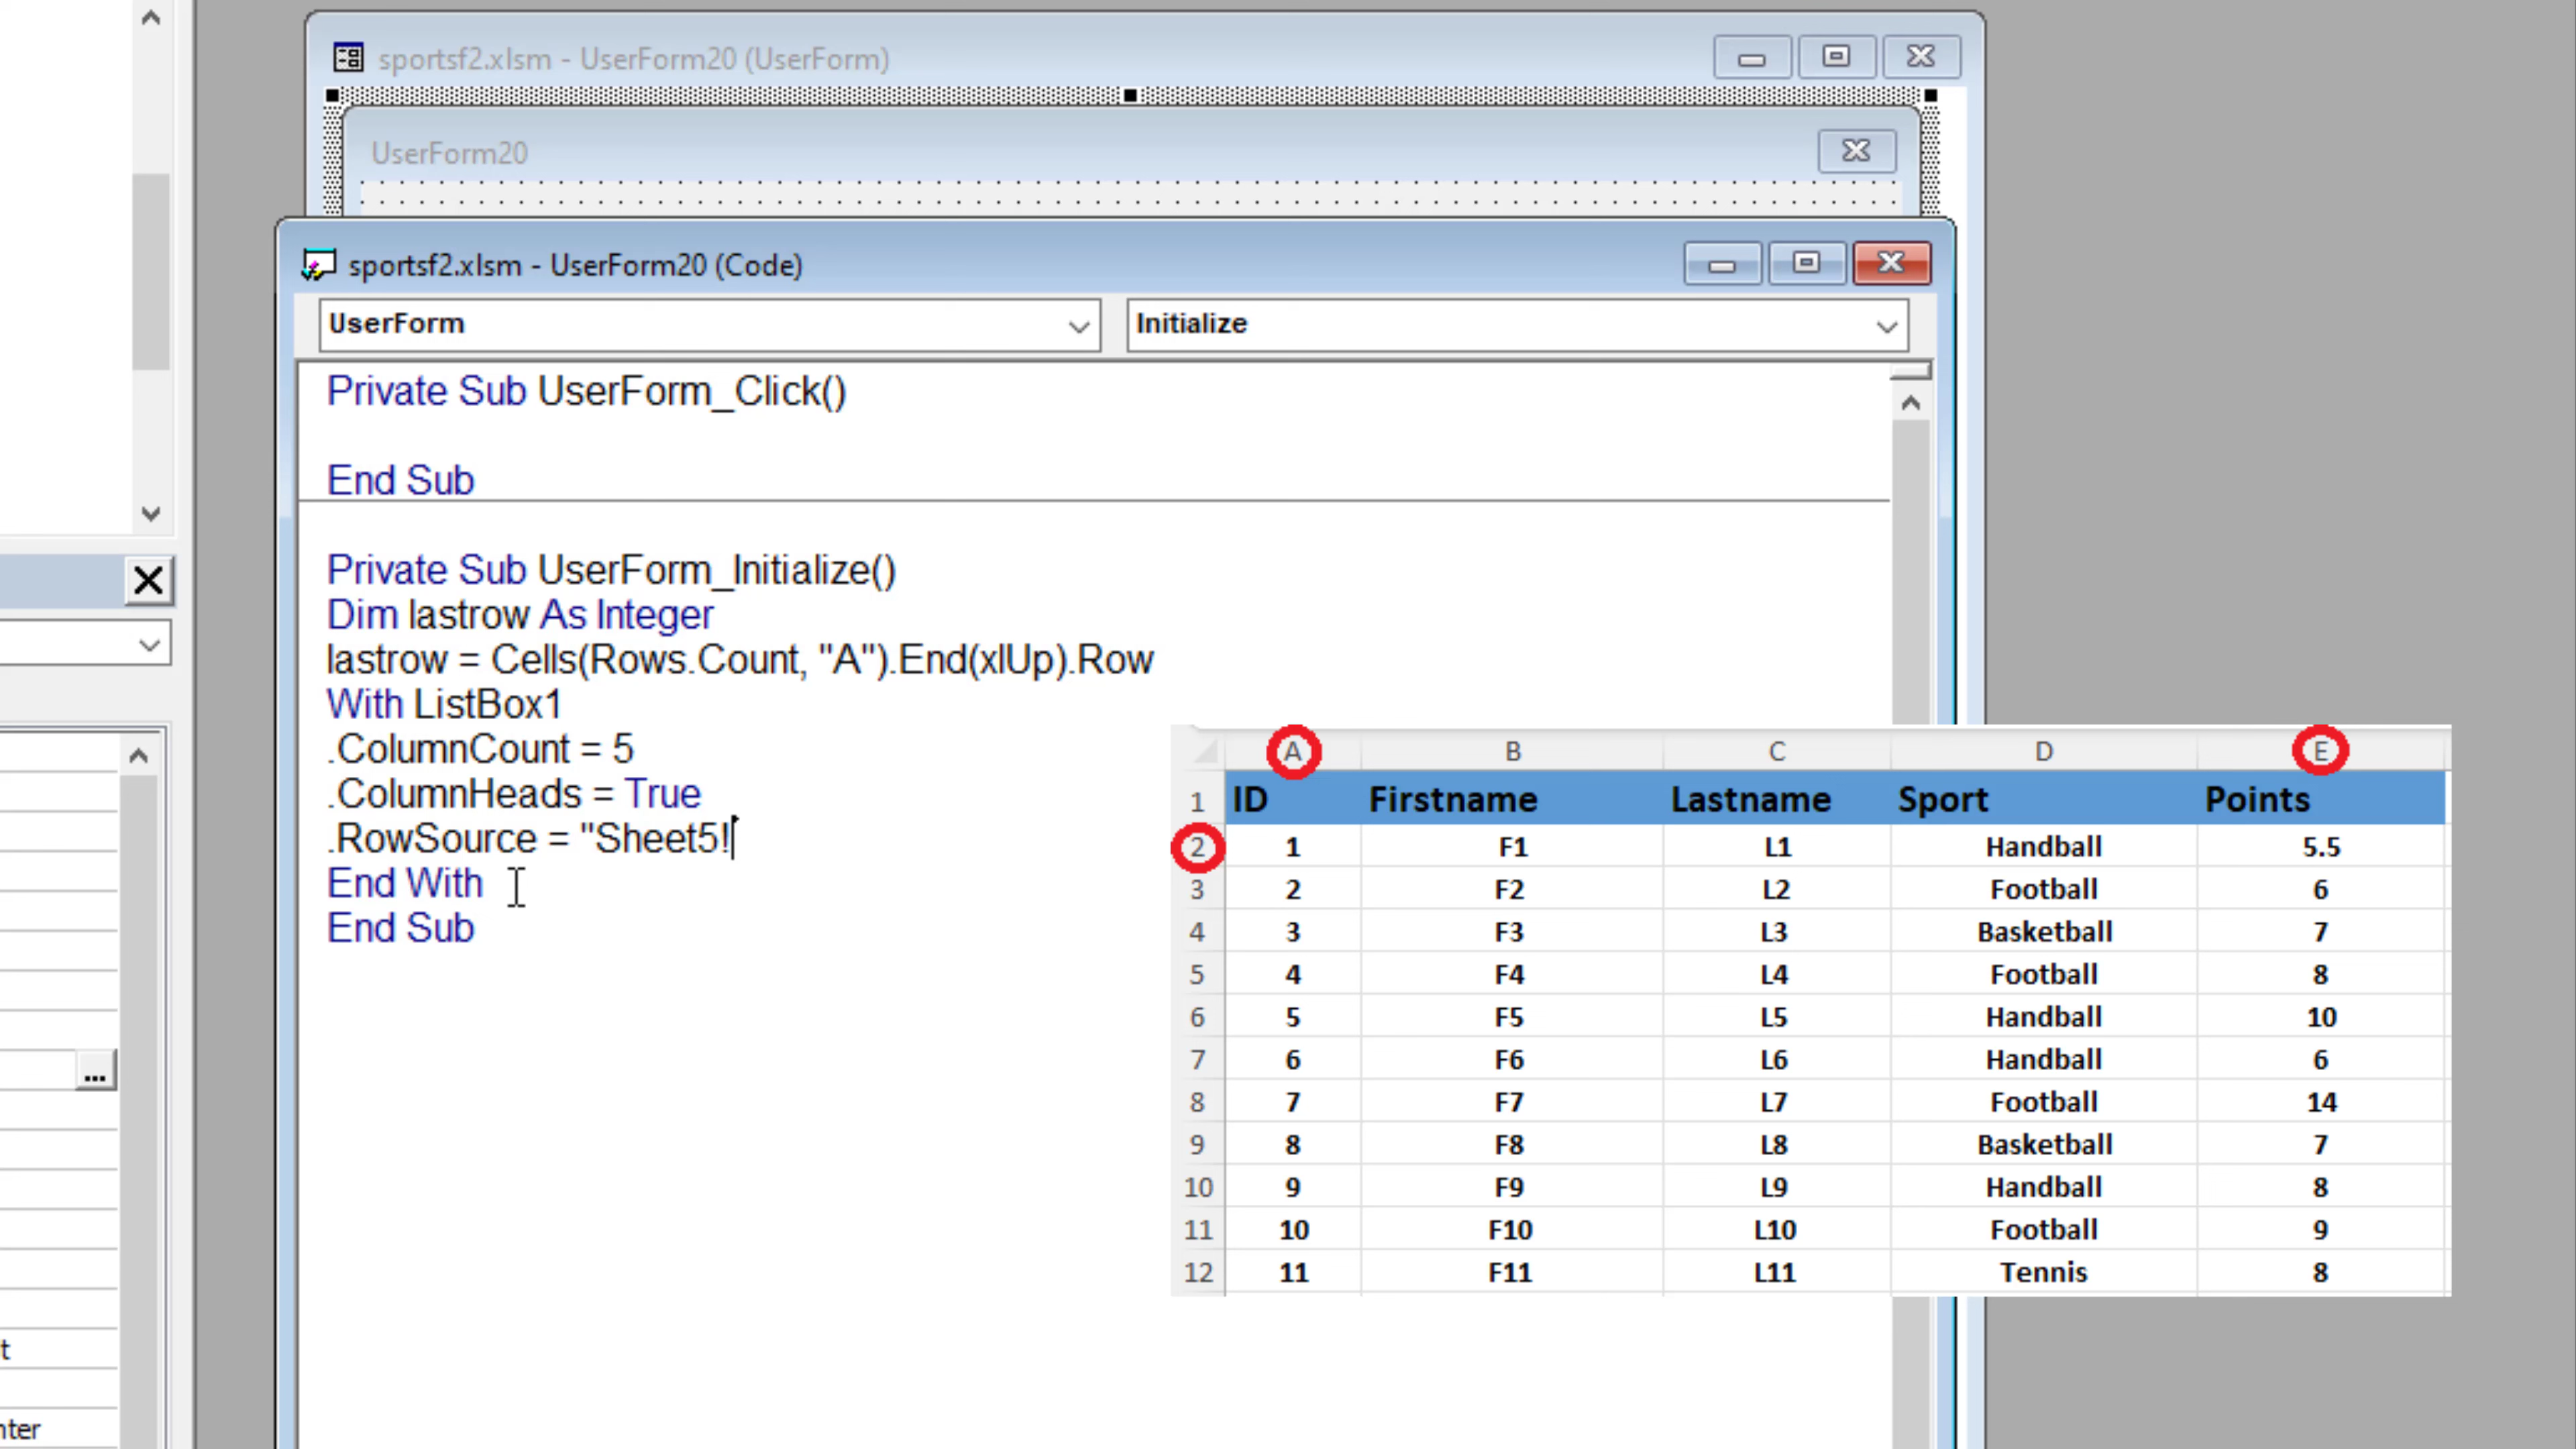 sportsf2.xlsm - UserForm20 (UserForm)
UserForm20
sportsf2.xlsm - UserForm20 (Code)
UserForm Initialize
Private Sub UserForm_Click()
End Sub
Private Sub UserForm_Initialize()
Dim lastrow As Integer
lastrow = Cells(Rows.Count, "A").End(xlUp).Row
With ListBox1
.ColumnCount = 5
.ColumnHeads = True
.RowSource = "Sheet5!
End With
End Sub
A B C D E
1 ID Firstname Lastname Sport Points
2 1 F1 L1 Handball 5.5
3 2 F2 L2 Football 6
4 3 F3 L3 Basketball 7
5 4 F4 L4 Football 8
6 5 F5 L5 Handball 10
7 6 F6 L6 Handball 6
8 7 F7 L7 Football 14
9 8 F8 L8 Basketball 7
10 9 F9 L9 Handball 8
11 10 F10 L10 Football 9
12 11 F11 L11 Tennis 8
...
t
nter